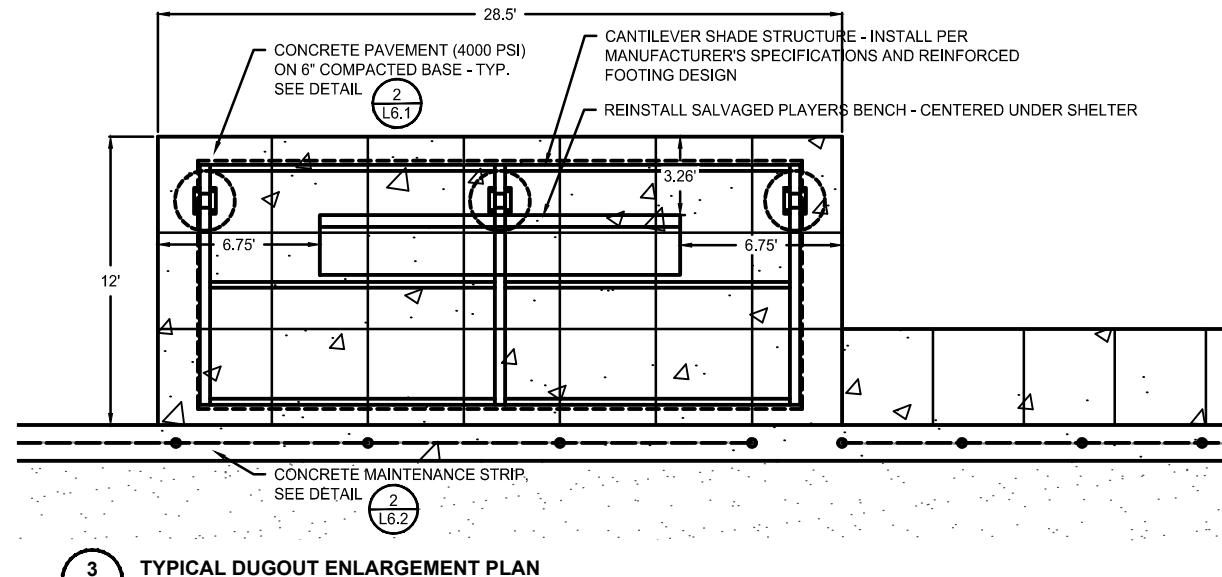 28.5'
CONCRETE PAVEMENT (4000 PSI)
ON 6" COMPACTED BASE - TYP.
SEE DETAIL
2
L6.1
CANTILEVER SHADE STRUCTURE - INSTALL PER
MANUFACTURER'S SPECIFICATIONS AND REINFORCED
FOOTING DESIGN
REINSTALL SALVAGED PLAYERS BENCH - CENTERED UNDER SHELTER
3.26'
6.75'
6.75'
12'
CONCRETE MAINTENANCE STRIP,
SEE DETAIL
2
L6.2
3
TYPICAL DUGOUT ENLARGEMENT PLAN